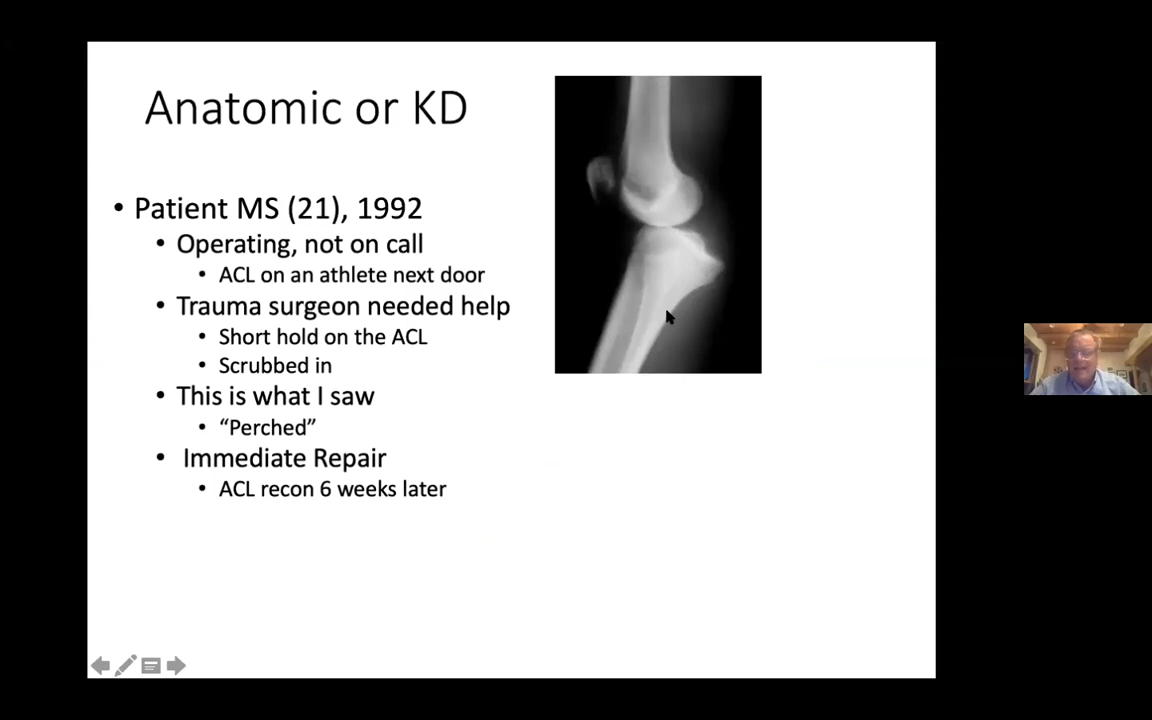 Anatomic or KD
• Patient MS (21), 1992
• Operating, not on call
• ACL on an athlete next door
• Trauma surgeon needed help
• Short hold on the ACL
• Scrubbed in
• This is what I saw
• “Perched”
• Immediate Repair
• ACL recon 6 weeks later